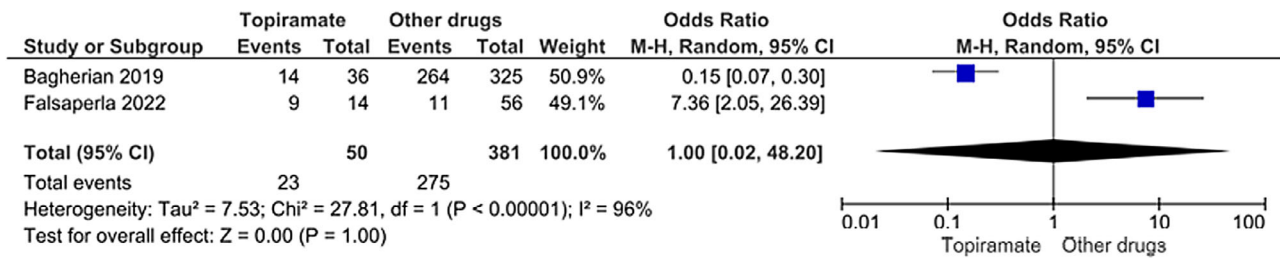 Topiramate Other drugs Odds Ratio Odds Ratio
Study or Subgroup Events Total Events Total Weight M-H, Random, 95% CI M-H, Random, 95% CI
Bagherian 2019 14 36 264 325 50.9% 0.15 [0.07, 0.30]
Falsaperla 2022 9 14 11 56 49.1% 7.36 [2.05, 26.39]
Total (95% CI) 50 381 100.0% 1.00 [0.02, 48.20]
Total events 23 275
Heterogeneity: Tau² = 7.53; Chi² = 27.81, df = 1 (P < 0.00001); I² = 96%
Test for overall effect: Z = 0.00 (P = 1.00)
0.01 0.1 1 10 100
Topiramate Other drugs